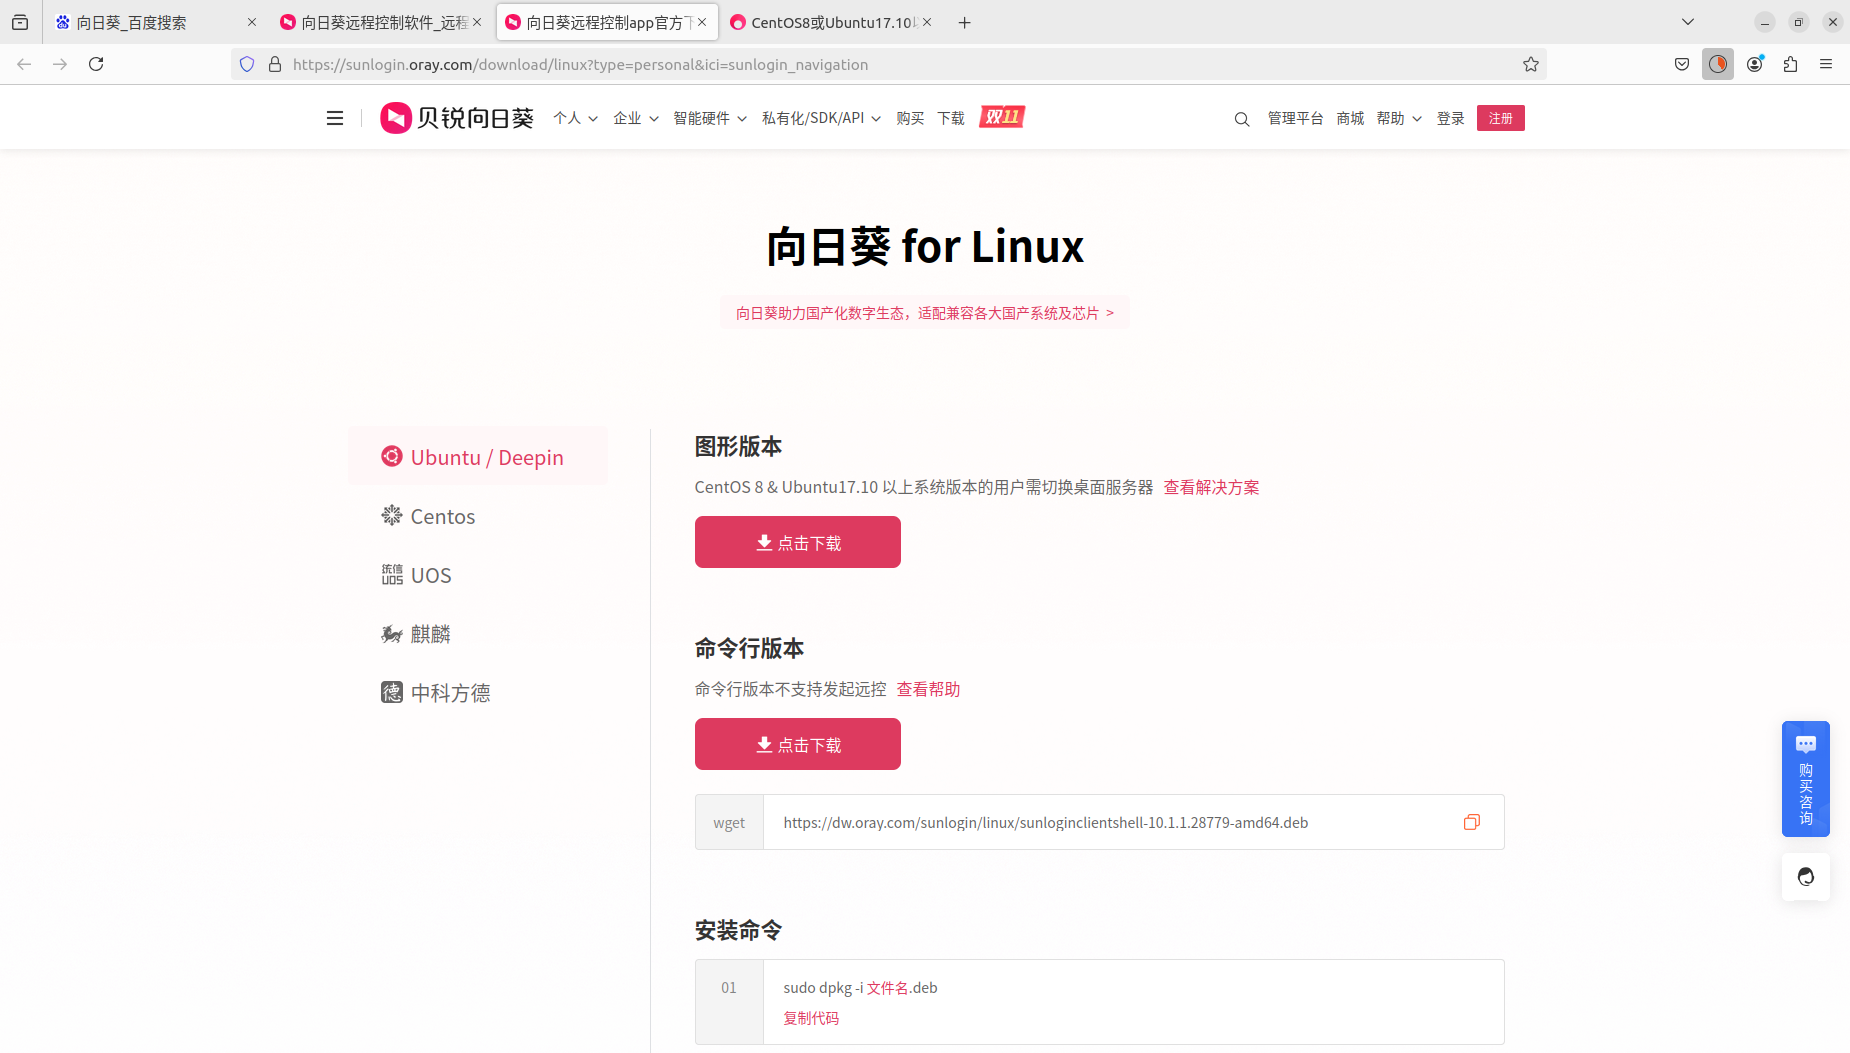 向日葵_百度搜索
向日葵远程控制软件_远程
向日葵远程控制app官方下
CentOS8或Ubuntu17.10以
https://sunlogin.oray.com/download/linux?type=personal&ici=sunlogin_navigation
贝锐向日葵 个人 企业 智能硬件 私有化/SDK/API 购买 下载 双11 管理平台 商城 帮助 登录 注册
向日葵 for Linux
向日葵助力国产化数字生态，适配兼容各大国产系统及芯片 >
Ubuntu / Deepin
Centos
统信UOS UOS
麒麟
德 中科方德
图形版本
CentOS 8 & Ubuntu17.10 以上系统版本的用户需切换桌面服务器 查看解决方案
点击下载
命令行版本
命令行版本不支持发起远控 查看帮助
点击下载
wget https://dw.oray.com/sunlogin/linux/sunloginclientshell-10.1.1.28779-amd64.deb
安装命令
01 sudo dpkg -i 文件名.deb
复制代码
购买咨询